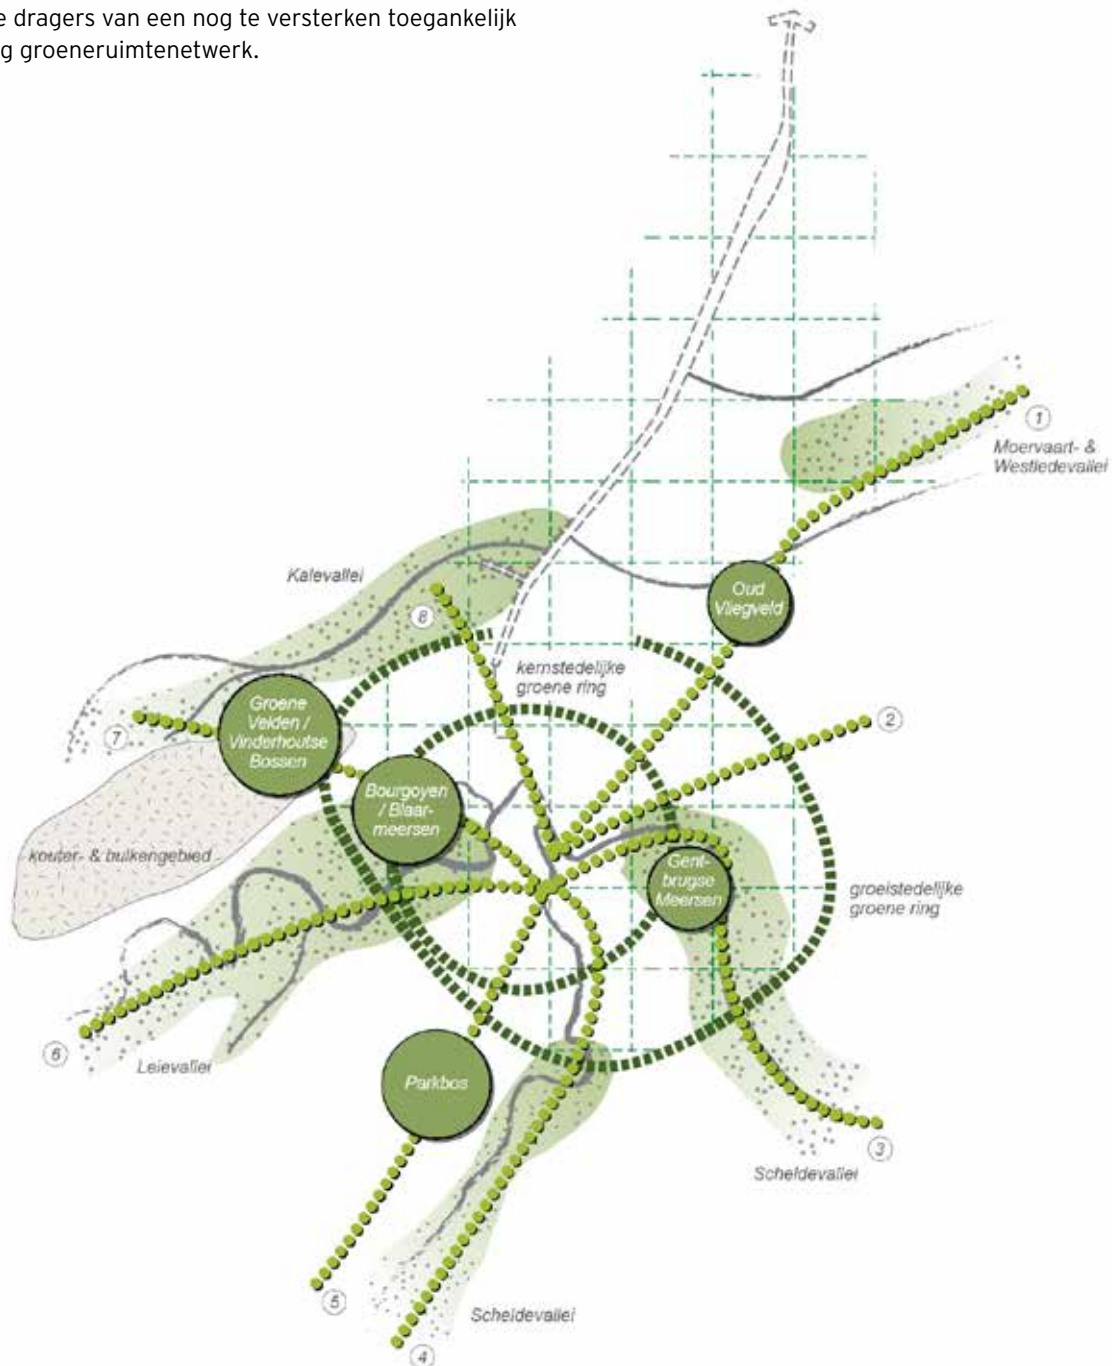 e dragers van een nog te versterken toegankelijk
g groeneruimtenetwerk.
1
Moervaart- &
Westledevallei
Kalevallei
8
Oud
Vliegveld
kernstedelijke
groene ring
Groene
Velden /
Vinderhoutse
Bossen
7
2
Bourgoyen
/ Blaar-
meersen
kouter- & bulkengebied
Gent-
brugse
Meersen
groeistedelijke
groene ring
6
Leievallei
Parkbos
3
Scheldevallei
5
Scheldevallei
4